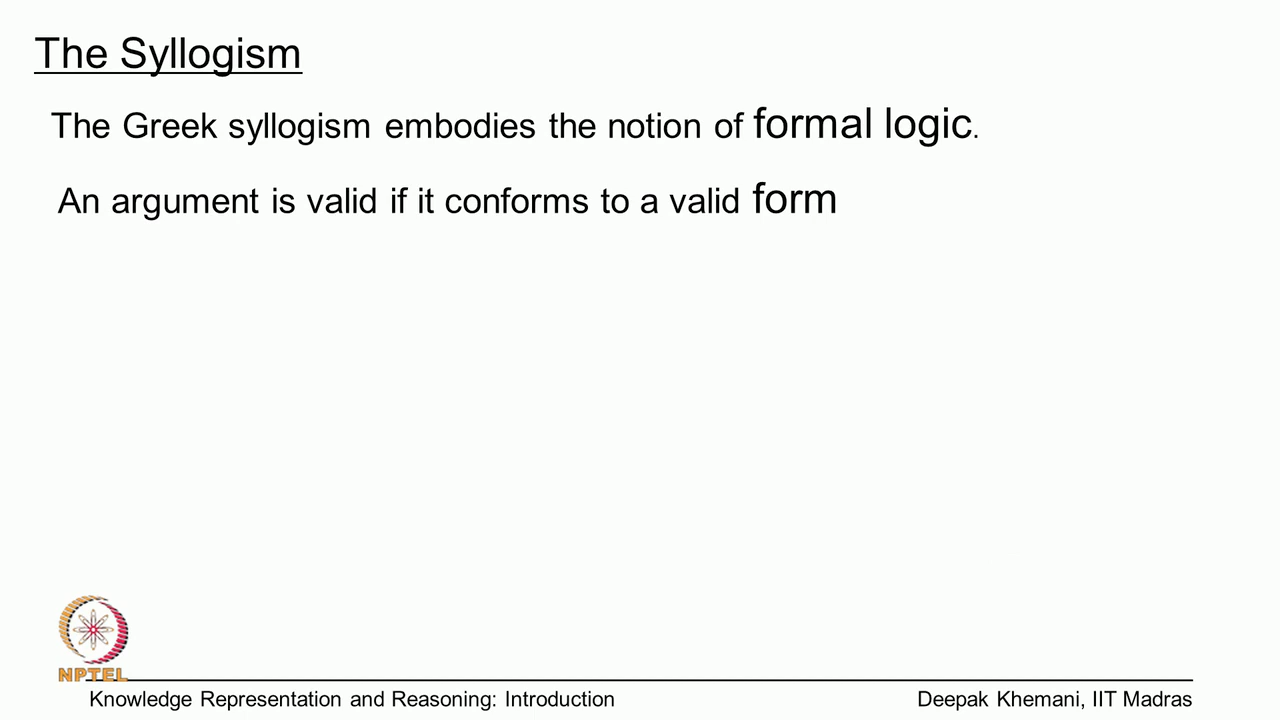 The Syllogism
The Greek syllogism embodies the notion of formal logic.
An argument is valid if it conforms to a valid form
NPTEL
Knowledge Representation and Reasoning: Introduction
Deepak Khemani, IIT Madras